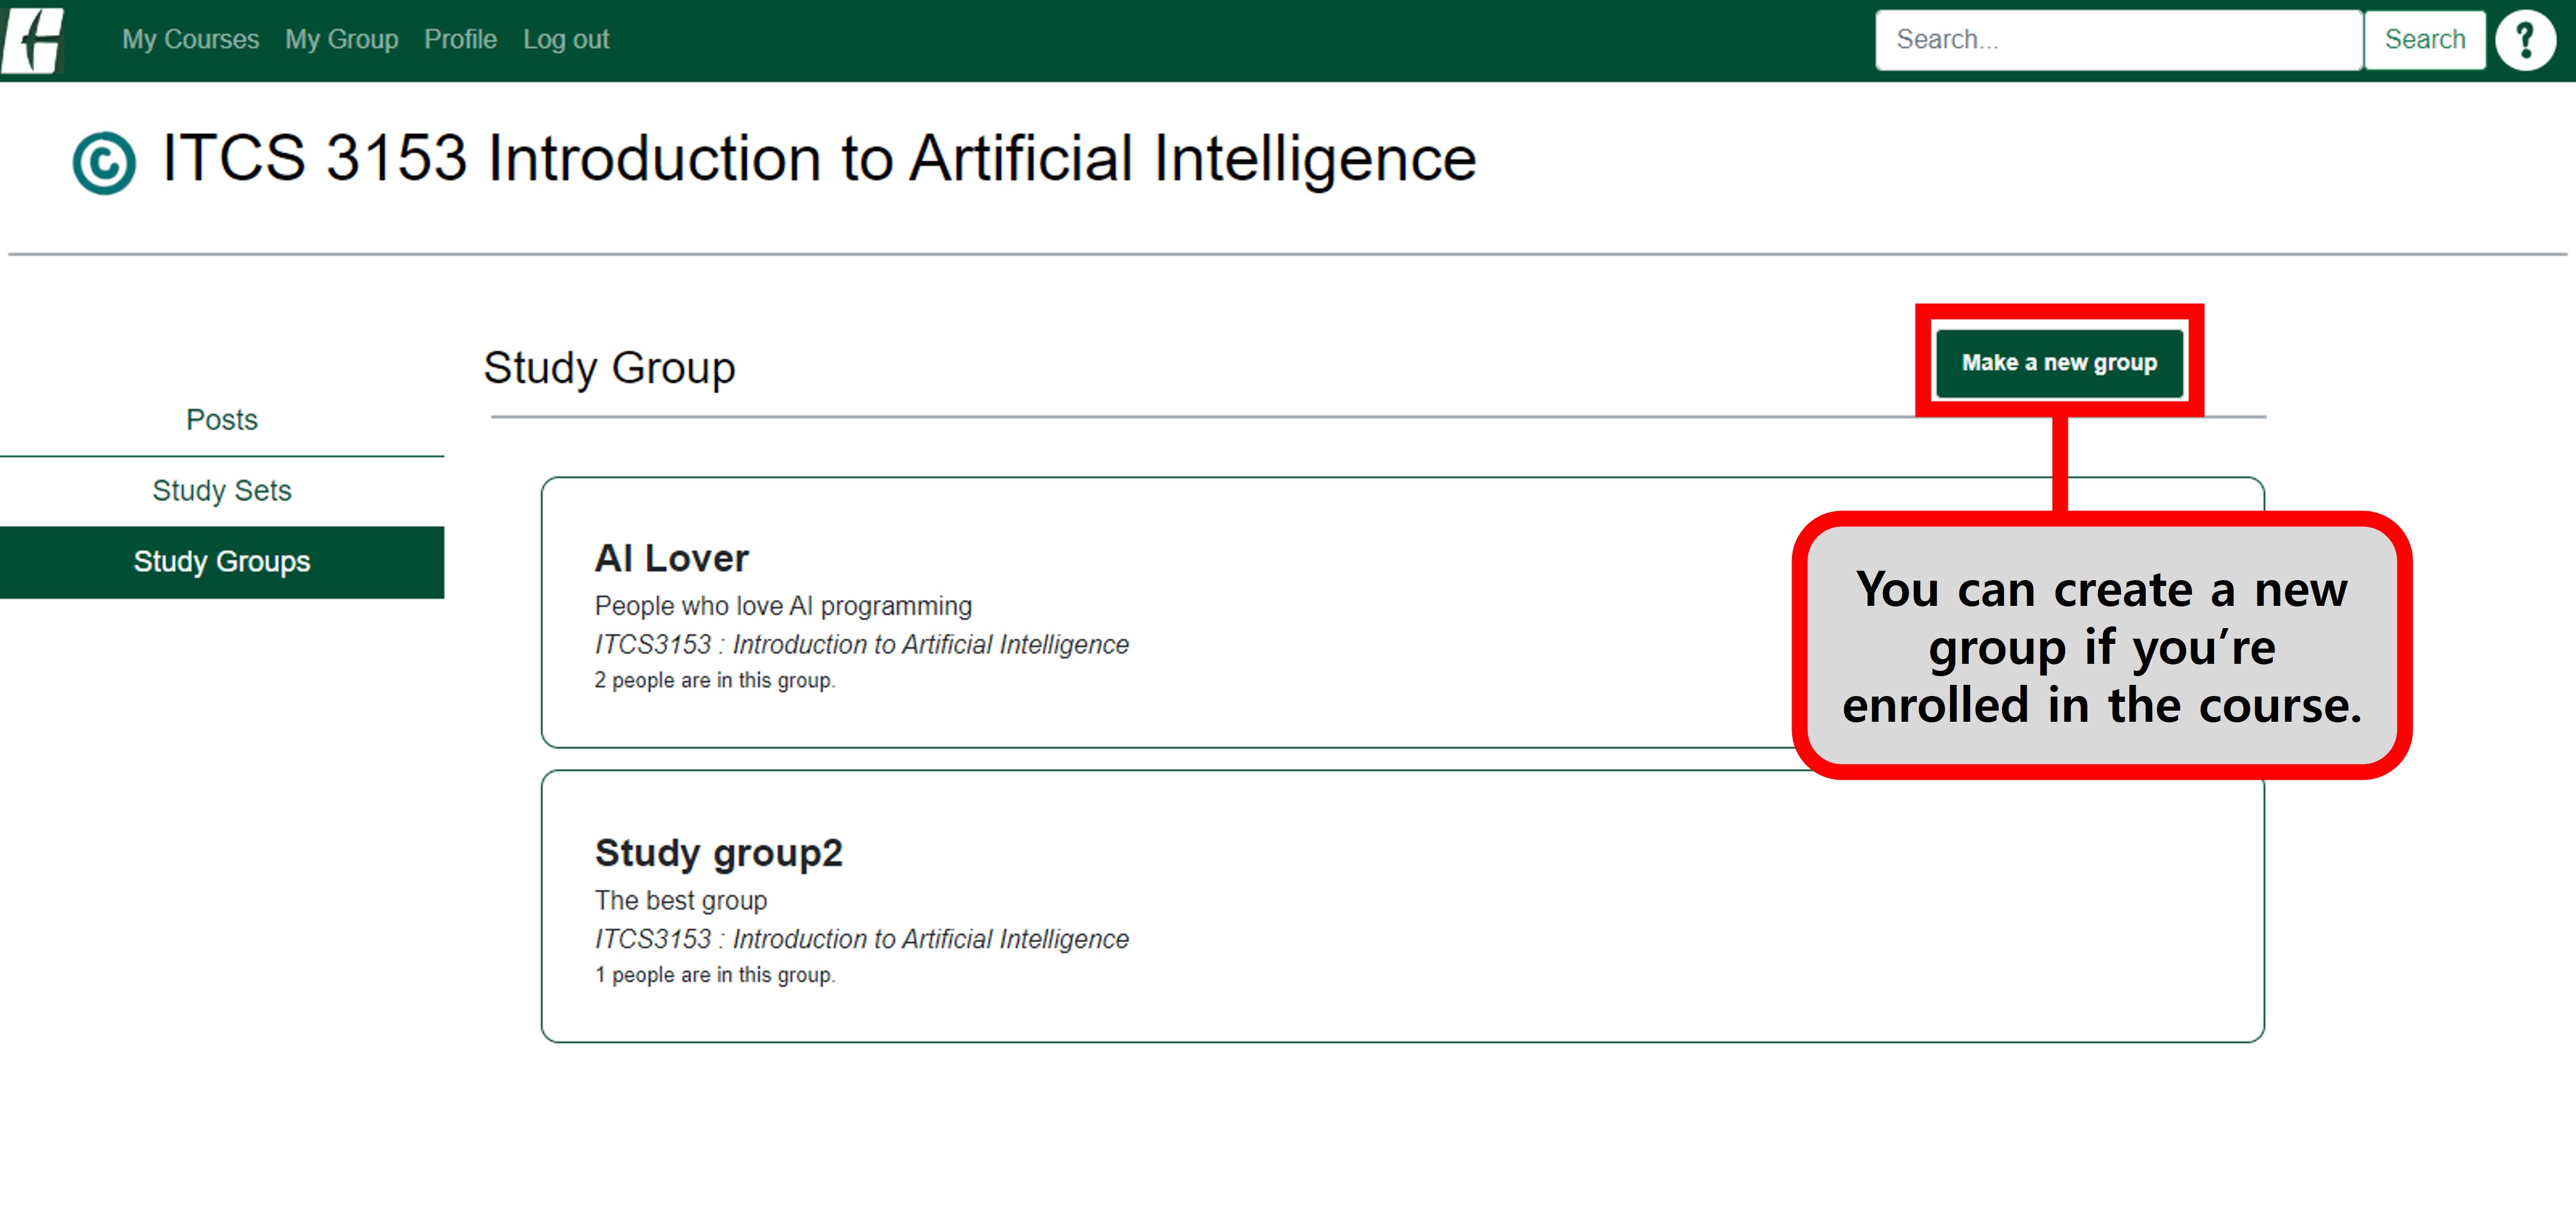 My Courses My Group Profile Log out
Search... Search ?
© ITCS 3153 Introduction to Artificial Intelligence
Study Group
Make a new group
Posts
Study Sets
Study Groups
AI Lover
People who love AI programming
ITCS3153 : Introduction to Artificial Intelligence
2 people are in this group.
You can create a new
group if you’re
enrolled in the course.
Study group2
The best group
ITCS3153 : Introduction to Artificial Intelligence
1 people are in this group.